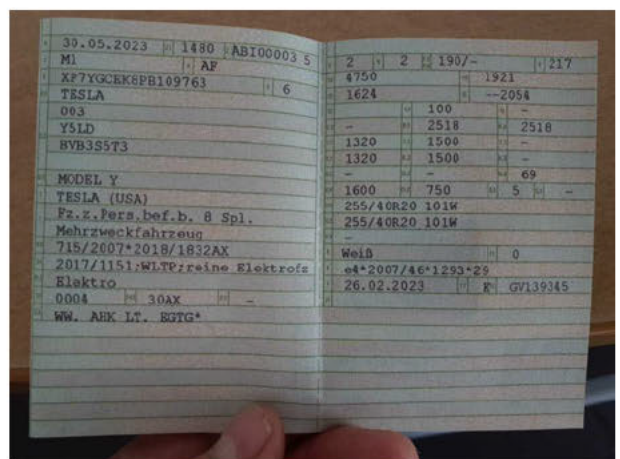 30.05.2023 1480 ABI00003 5
M1 AF
XP7YGCEK8PB109763 6
TESLA
003
Y5LD
BVB3S5T3
MODEL Y
TESLA (USA)
Fz.z.Pers.bef.b. 8 Spl.
Mehrzweckfahrzeug
715/2007*2018/1832AX
2017/1151;WLTP;reine Elektrofz
Elektro
0004 30AX -
WW. AHK LT. EGTG*
2 2 190/- 217
4750 1921
1624 --2054
100 -
- 2518 2518
1320 1500 -
1320 1500 -
- - 69
1600 750 5 -
255/40R20 101W
255/40R20 101W
-
Weiß 0
e4*2007/46*1293*29
26.02.2023 K GV139345